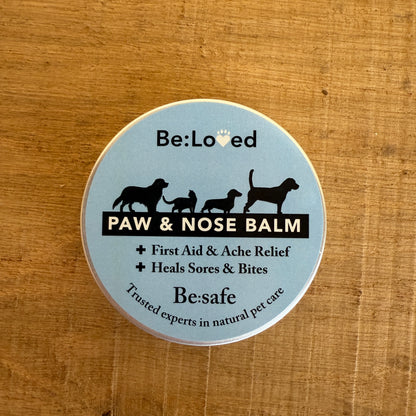 Be:Loved
PAW & NOSE BALM
+ First Aid & Ache Relief
+ Heals Sores & Bites
Be:safe
Trusted experts in natural pet care